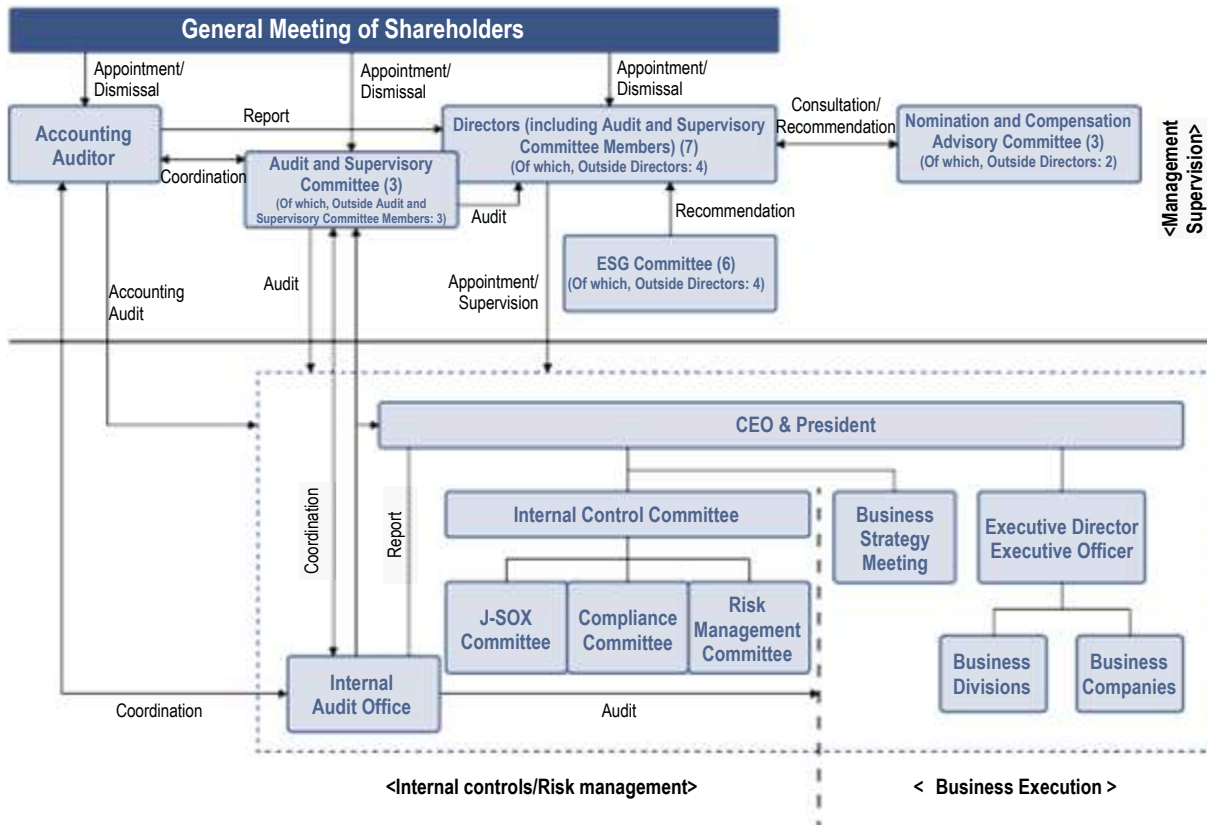 General Meeting of Shareholders
Appointment/
Dismissal
Appointment/
Dismissal
Appointment/
Dismissal
Accounting
Auditor
Report
Coordination
Audit and Supervisory
Committee (3)
(Of which, Outside Audit and
Supervisory Committee Members: 3)
Directors (including Audit and Supervisory
Committee Members) (7)
(Of which, Outside Directors: 4)
Consultation/
Recommendation
Nomination and Compensation
Advisory Committee (3)
(Of which, Outside Directors: 2)
<Management
Supervision>
Audit
Recommendation
ESG Committee (6)
(Of which, Outside Directors: 4)
Accounting
Audit
Audit
Appointment/
Supervision
CEO & President
Coordination
Report
Internal Control Committee
Business
Strategy
Meeting
Executive Director
Executive Officer
J-SOX
Committee
Compliance
Committee
Risk
Management
Committee
Business
Divisions
Business
Companies
Internal
Audit Office
Coordination
Audit
<Internal controls/Risk management>
< Business Execution >